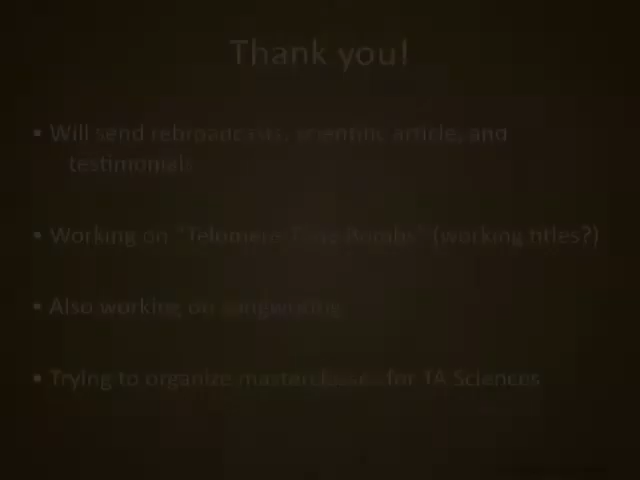 Thank you!
▪ Will send rebroadcasts, scientific article, and
testimonials
▪ Working on "Telomere Time Bombs" (working titles?)
▪ Also working on songwriting
▪ Trying to organize masterclasses for TA Sciences